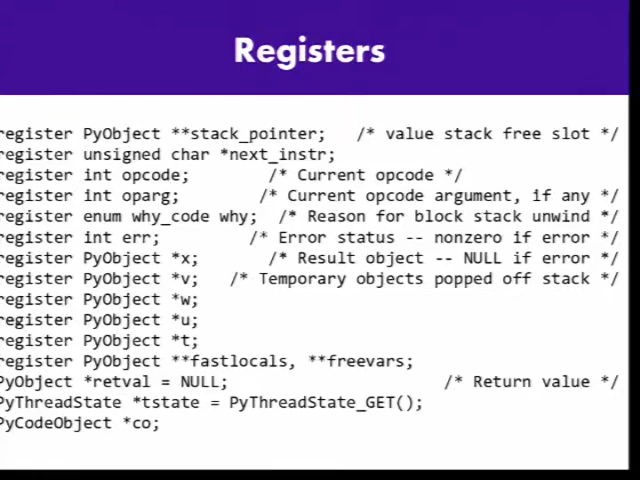 Registers
register PyObject **stack_pointer; /* value stack free slot */
register unsigned char *next_instr;
register int opcode; /* Current opcode */
register int oparg; /* Current opcode argument, if any */
register enum why_code why; /* Reason for block stack unwind */
register int err; /* Error status -- nonzero if error */
register PyObject *x; /* Result object -- NULL if error */
register PyObject *v; /* Temporary objects popped off stack */
register PyObject *w;
register PyObject *u;
register PyObject *t;
register PyObject **fastlocals, **freevars;
PyObject *retval = NULL; /* Return value */
PyThreadState *tstate = PyThreadState_GET();
PyCodeObject *co;